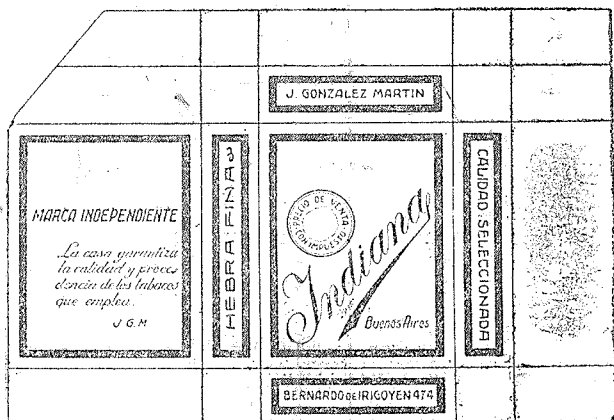 J. GONZALEZ MARTIN
MARCA INDEPENDIENTE
La casa garantiza
la calidad y proce
dencia de los tabacos
que emplea.
J G.M
HEBRA FINA 3
PRECIO DE VENTA
CON IMPUESTO
Indiana
Buenos Aires
CALIDAD SELECCIONADA
BERNARDO DE IRIGOYEN 474